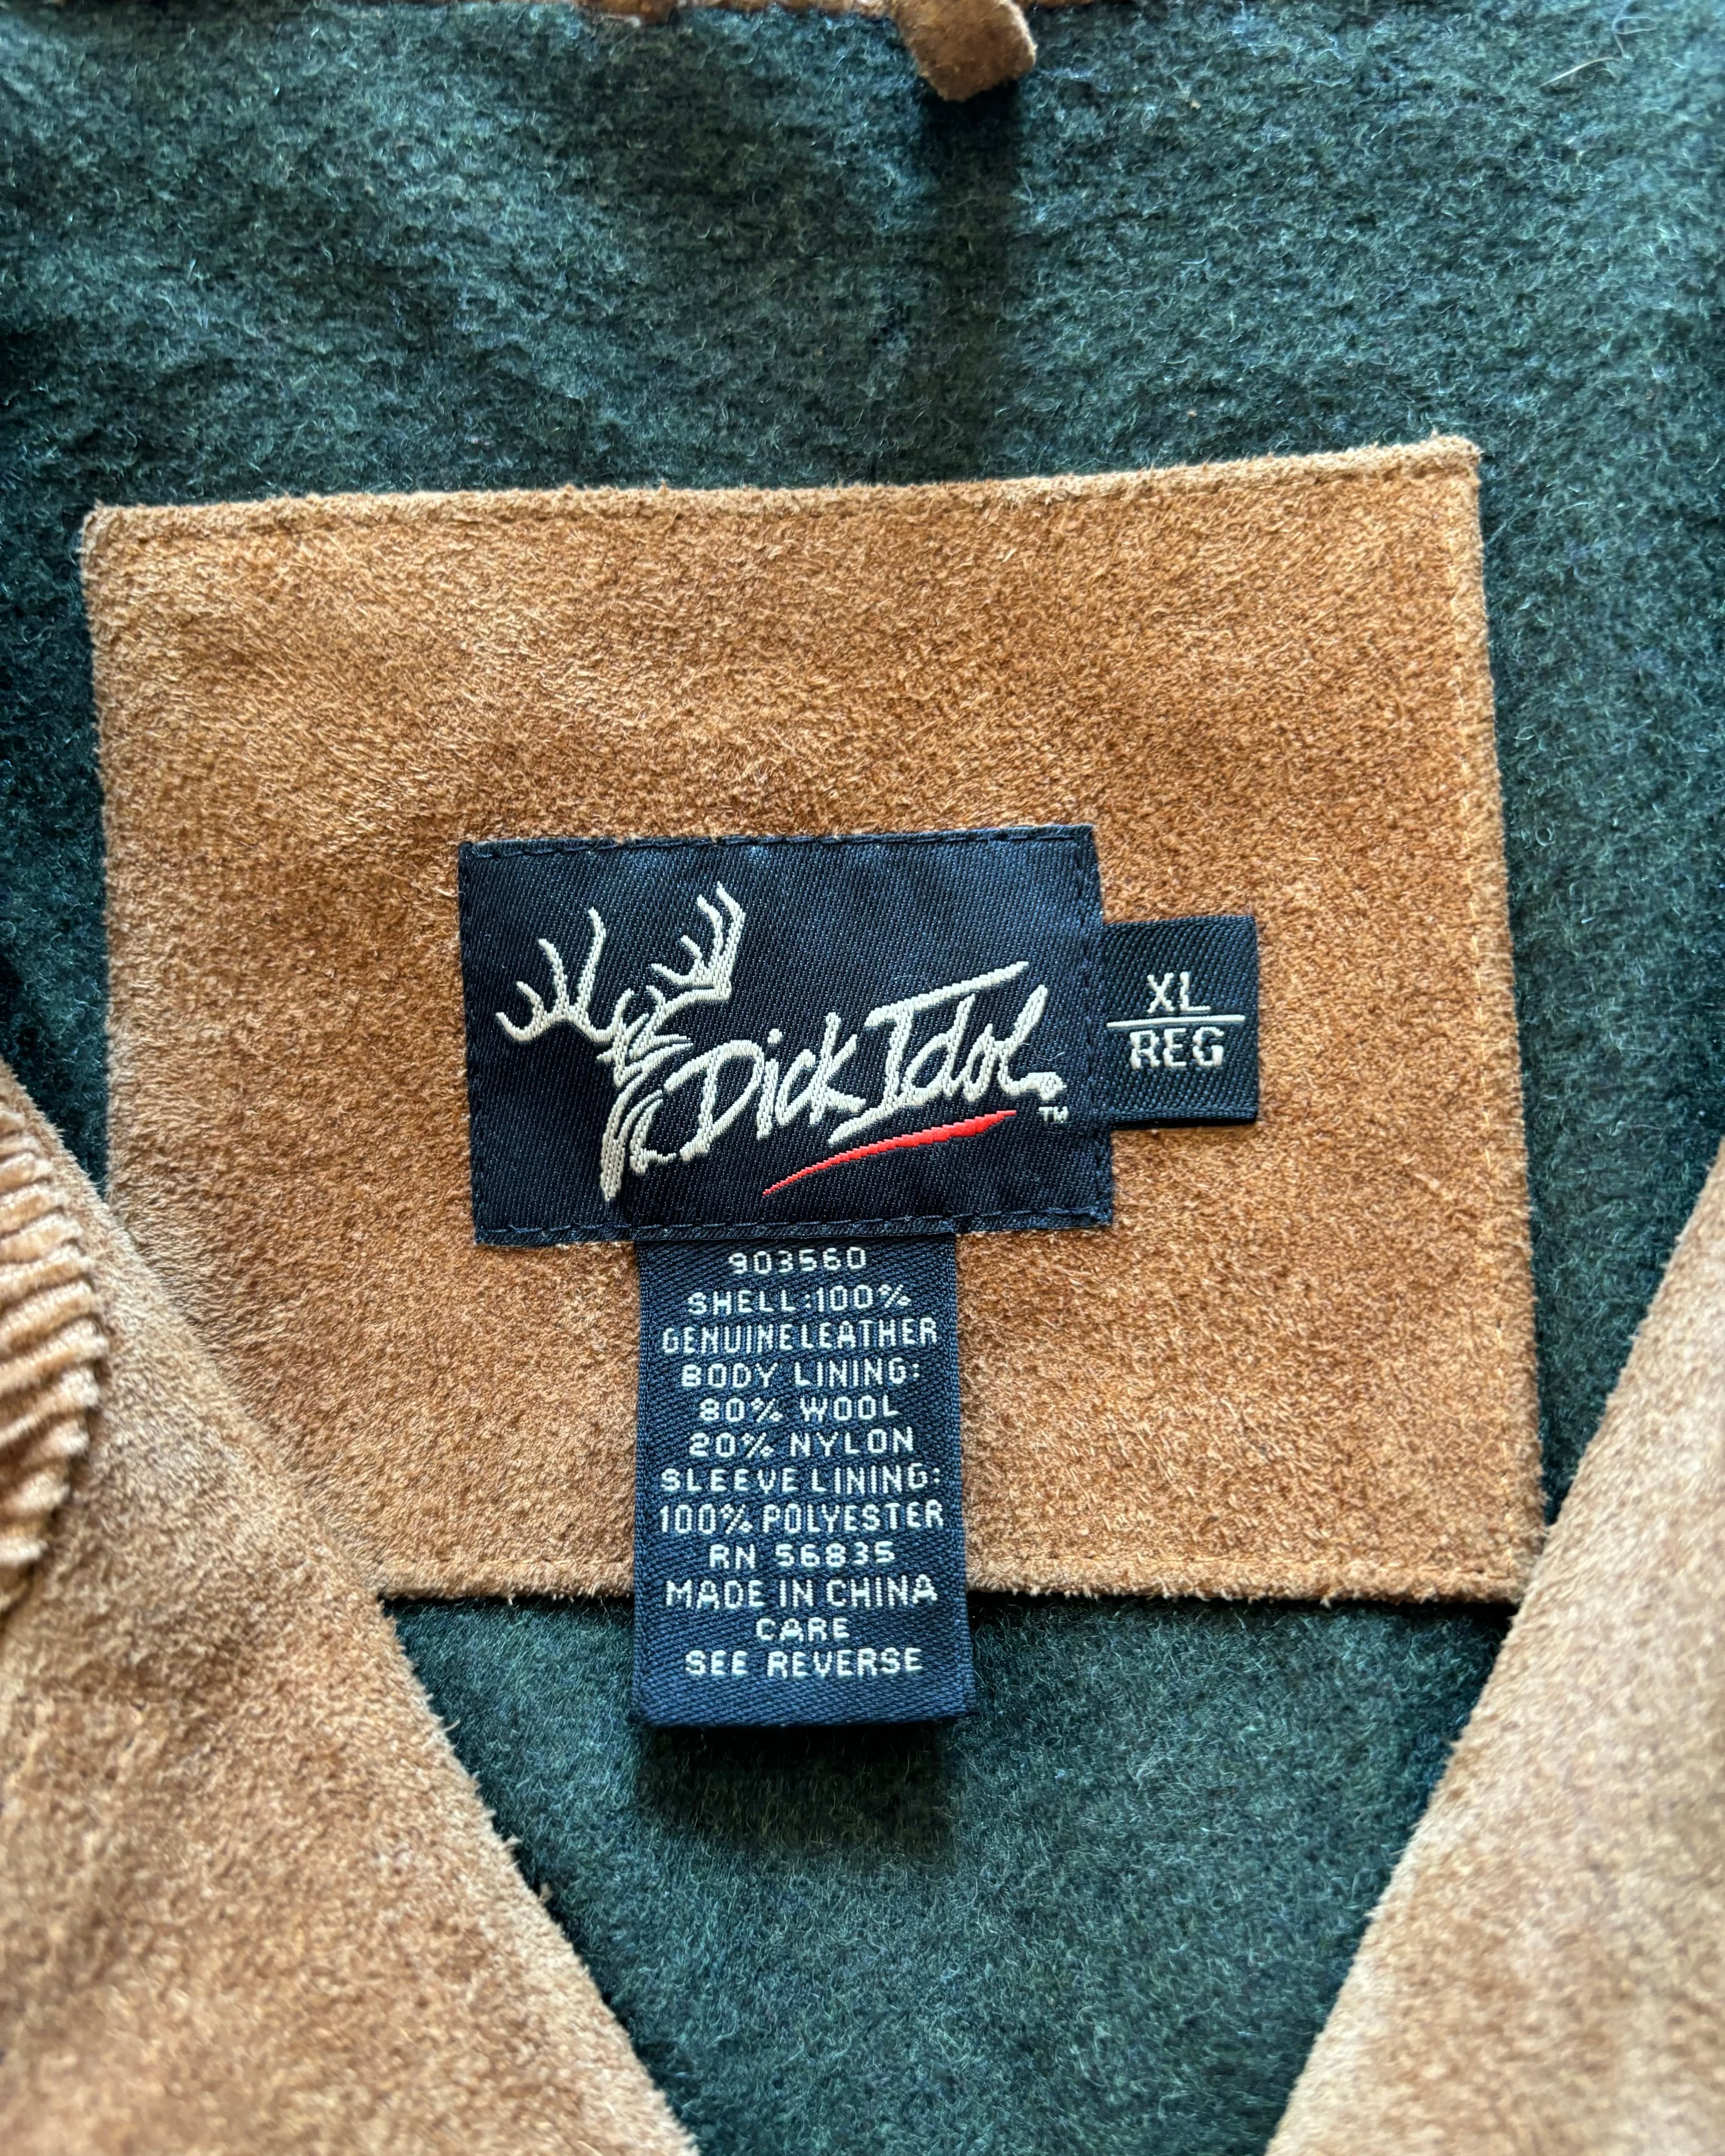 Dick Idol
TM
XL
REG
903560
SHELL:100%
GENUINE LEATHER
BODY LINING:
80% WOOL
20% NYLON
SLEEVE LINING:
100% POLYESTER
RN 56835
MADE IN CHINA
CARE
SEE REVERSE